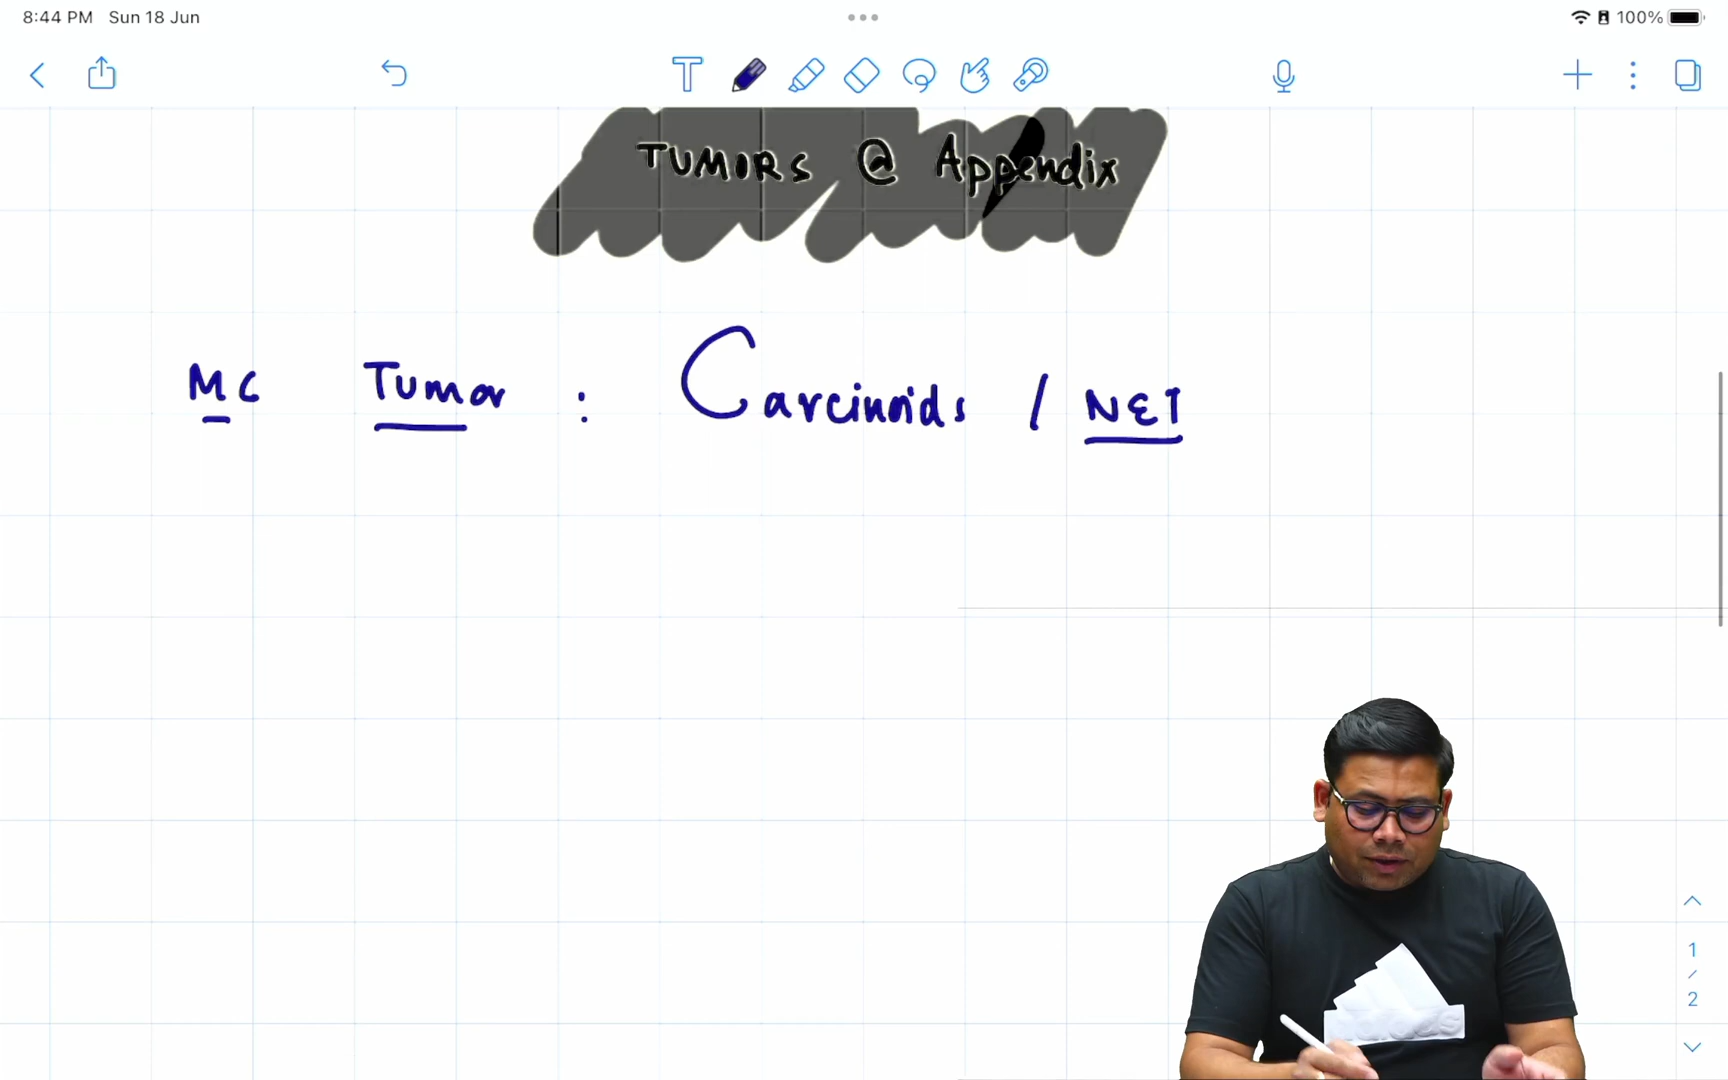 8:44 PM Sun 18 Jun
100%
T
TUMORS @ Appendix
MC Tumor : Carcinoids / NET
1
/
2